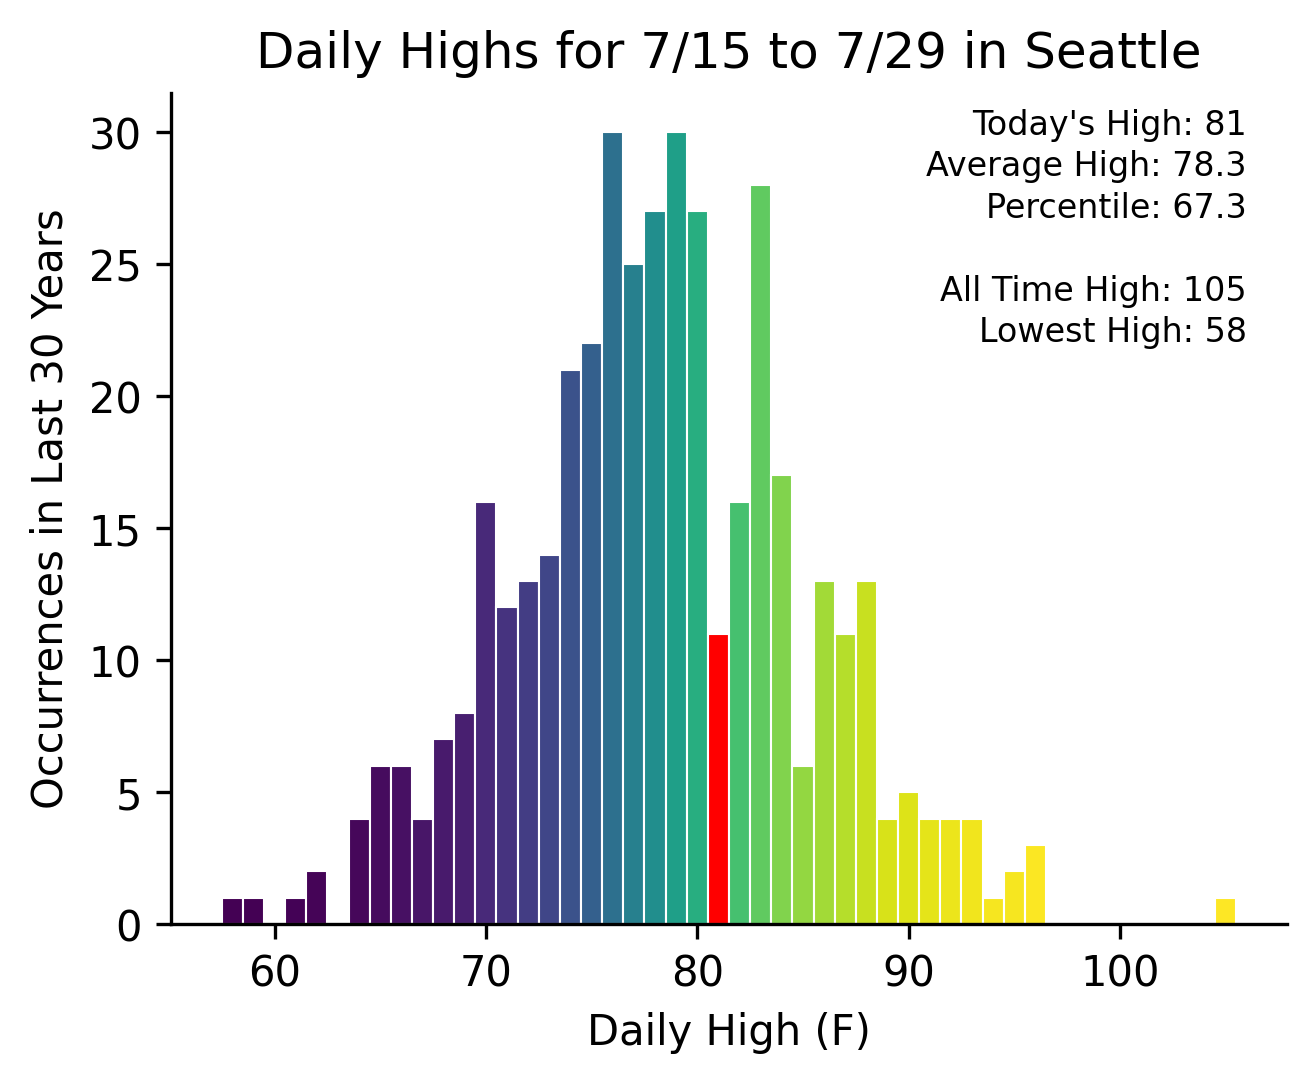 Daily Highs for 7/15 to 7/29 in Seattle
Today's High: 81
Average High: 78.3
Percentile: 67.3
All Time High: 105
Lowest High: 58
Occurrences in Last 30 Years
30
25
20
15
10
5
0
60 70 80 90 100
Daily High (F)